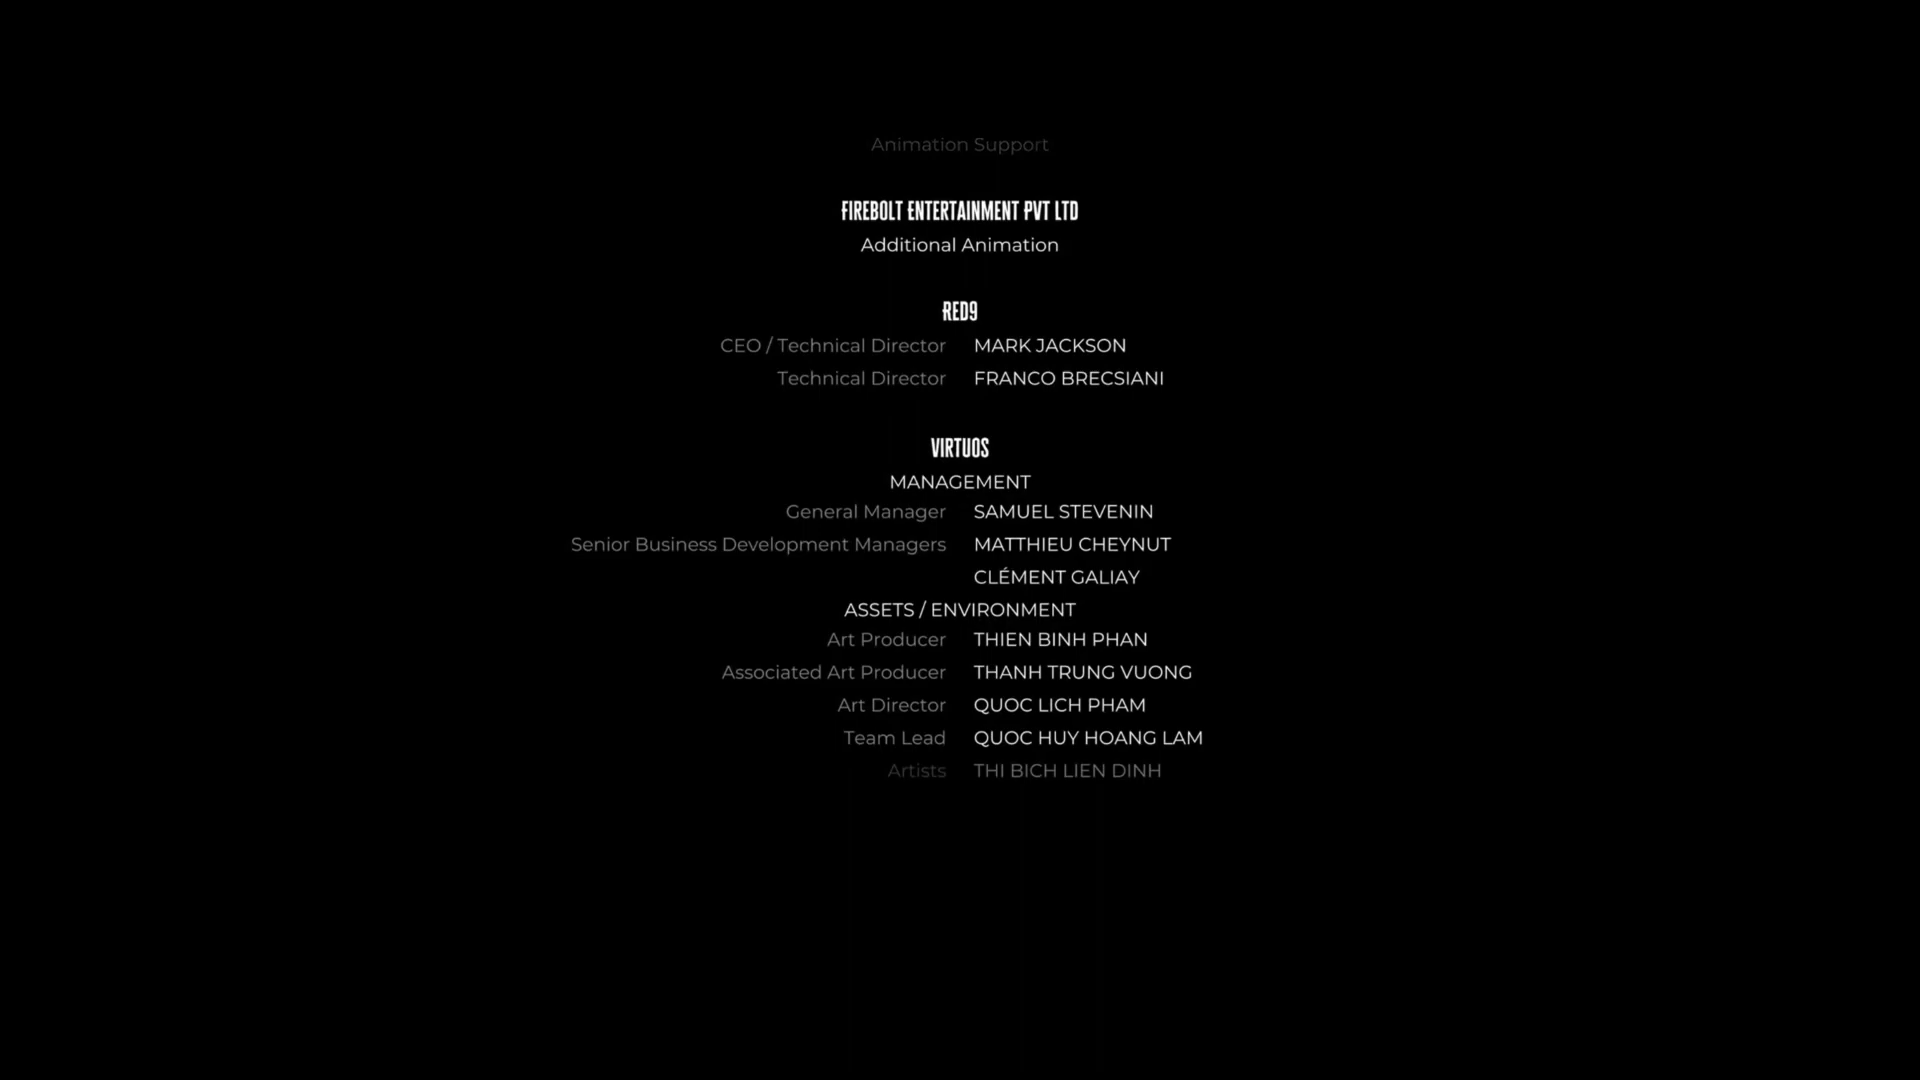 Animation Support
FIREBOLT ENTERTAINMENT PVT LTD
Additional Animation
RED9
CEO / Technical Director MARK JACKSON
Technical Director FRANCO BRECSIANI
VIRTUOS
MANAGEMENT
General Manager SAMUEL STEVENIN
Senior Business Development Managers MATTHIEU CHEYNUT
CLÉMENT GALIAY
ASSETS / ENVIRONMENT
Art Producer THIEN BINH PHAN
Associated Art Producer THANH TRUNG VUONG
Art Director QUOC LICH PHAM
Team Lead QUOC HUY HOANG LAM
Artists THI BICH LIEN DINH